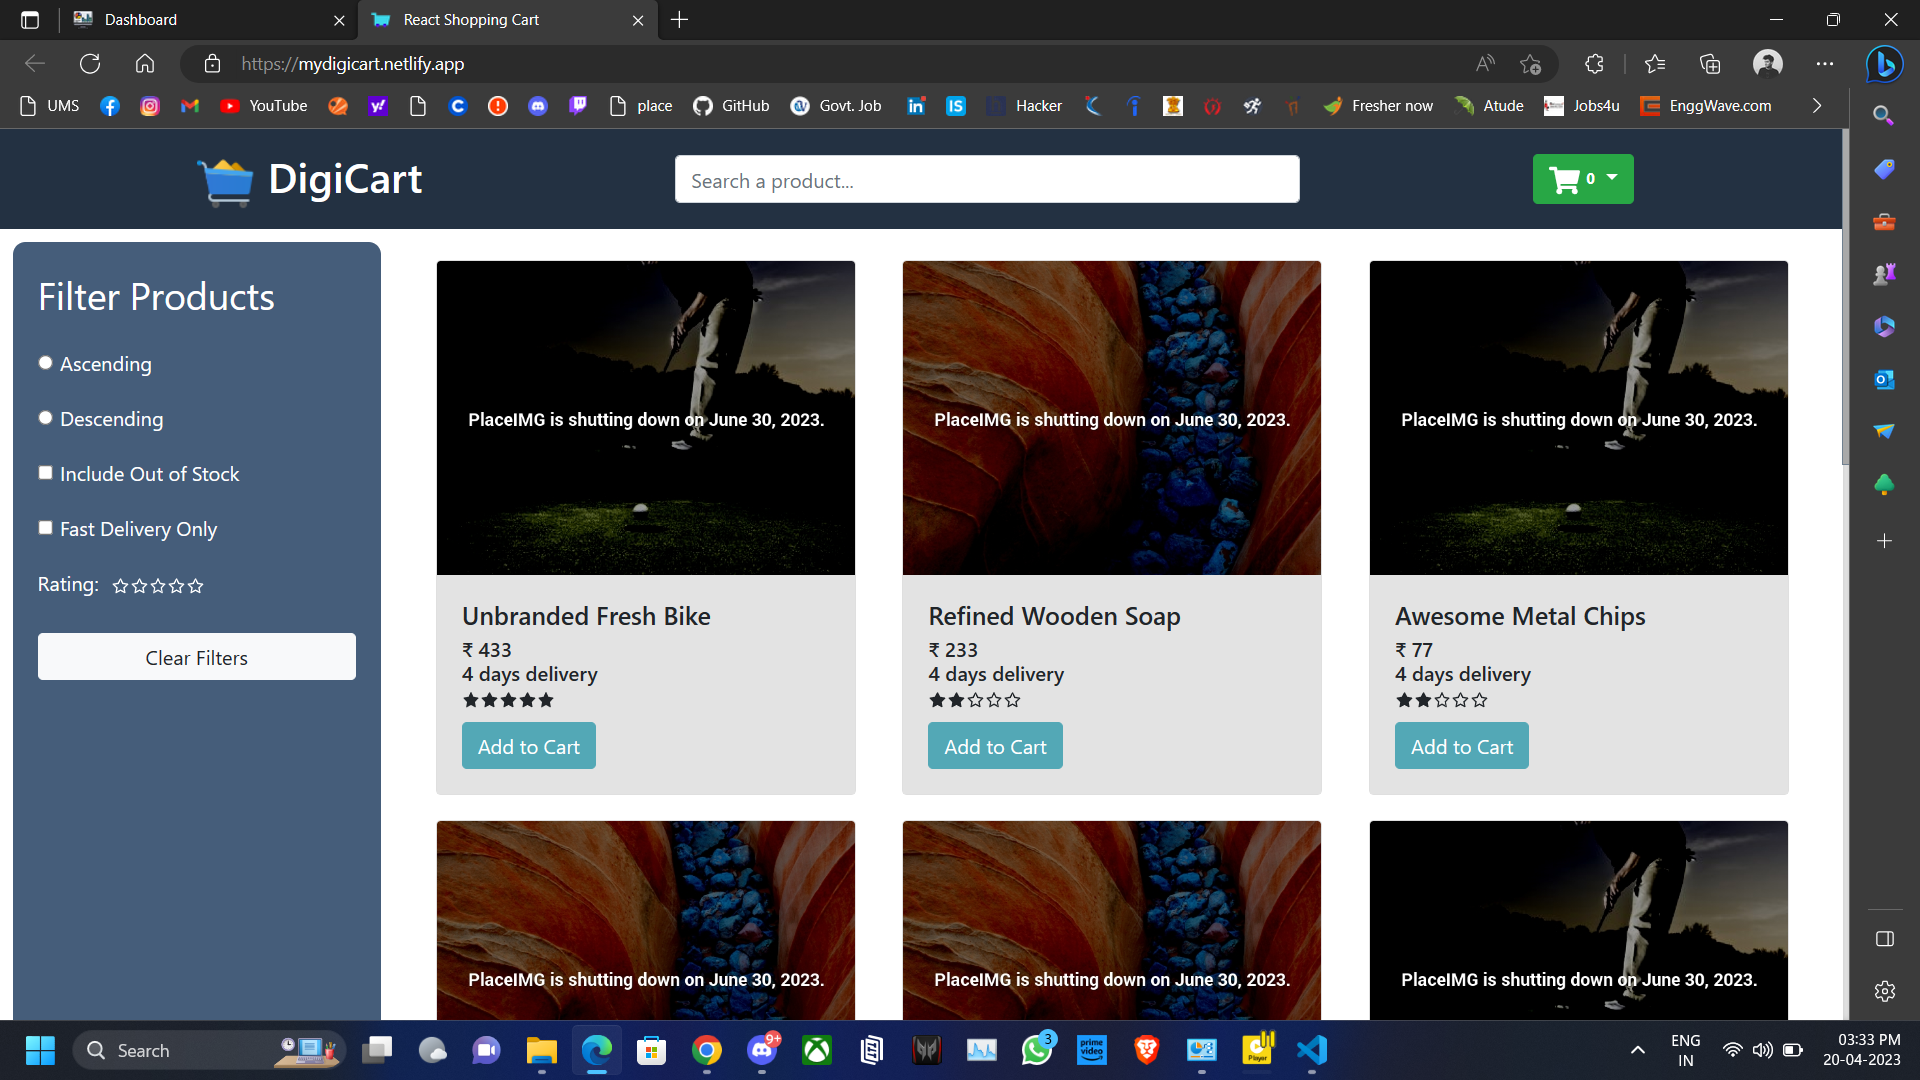 Dashboard
React Shopping Cart
https://mydigicart.netlify.app
UMS
YouTube
place
GitHub
Govt. Job
Hacker
Fresher now
Atude
Jobs4u
EnggWave.com
DigiCart
Search a product...
0
Filter Products
Ascending
Descending
Include Out of Stock
Fast Delivery Only
Rating:
Clear Filters
PlaceIMG is shutting down on June 30, 2023.
Unbranded Fresh Bike
₹ 433
4 days delivery
Add to Cart
PlaceIMG is shutting down on June 30, 2023.
Refined Wooden Soap
₹ 233
4 days delivery
Add to Cart
PlaceIMG is shutting down on June 30, 2023.
Awesome Metal Chips
₹ 77
4 days delivery
Add to Cart
PlaceIMG is shutting down on June 30, 2023.
PlaceIMG is shutting down on June 30, 2023.
PlaceIMG is shutting down on June 30, 2023.
Search
9+
3
prime video
Player
ENG
IN
03:33 PM
20-04-2023